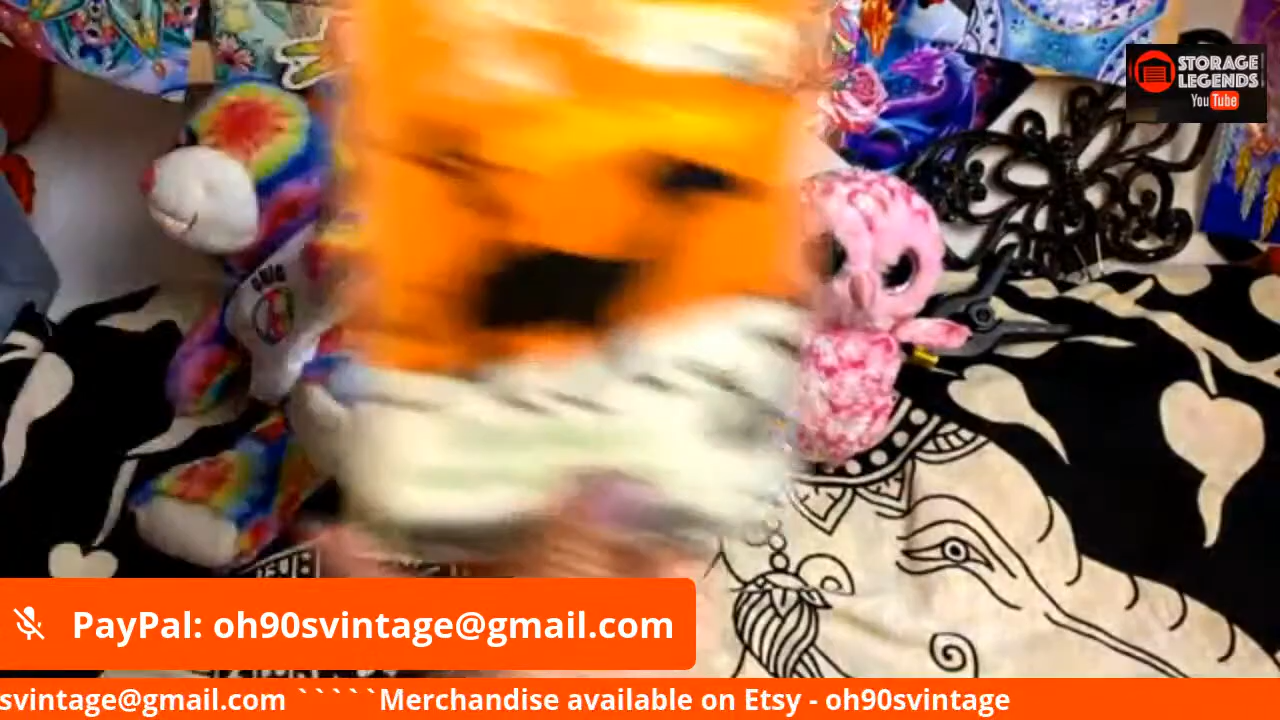 STORAGE
LEGENDS
YouTube
PayPal: oh90svintage@gmail.com
svintage@gmail.com `````Merchandise available on Etsy - oh90svintage